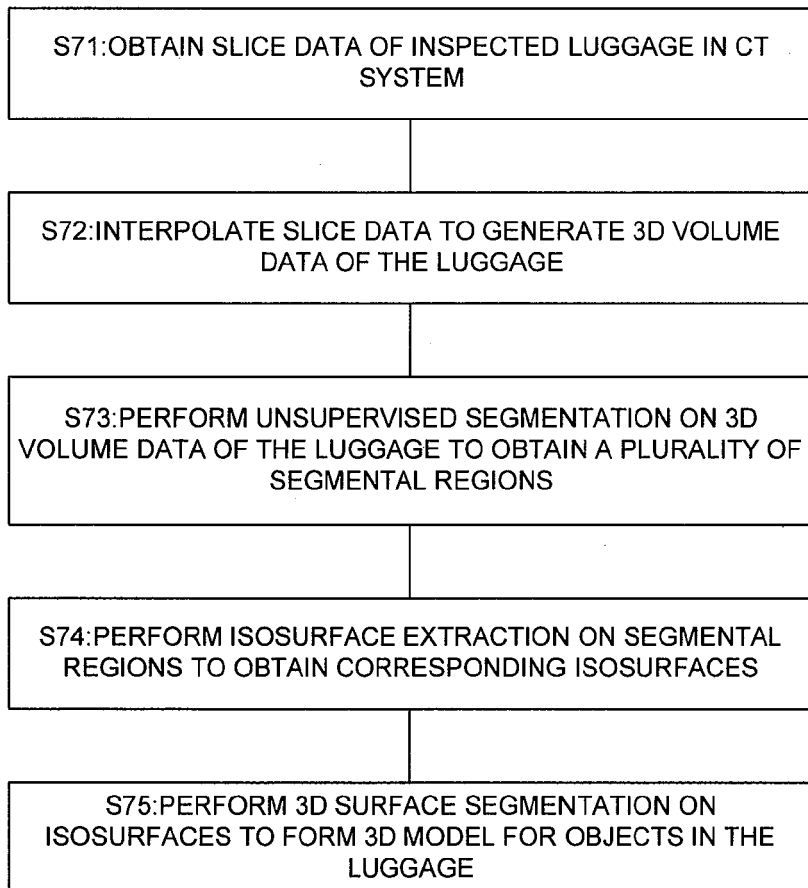 S71:OBTAIN SLICE DATA OF INSPECTED LUGGAGE IN CT
SYSTEM
S72:INTERPOLATE SLICE DATA TO GENERATE 3D VOLUME
DATA OF THE LUGGAGE
S73:PERFORM UNSUPERVISED SEGMENTATION ON 3D
VOLUME DATA OF THE LUGGAGE TO OBTAIN A PLURALITY OF
SEGMENTAL REGIONS
S74:PERFORM ISOSURFACE EXTRACTION ON SEGMENTAL
REGIONS TO OBTAIN CORRESPONDING ISOSURFACES
S75:PERFORM 3D SURFACE SEGMENTATION ON
ISOSURFACES TO FORM 3D MODEL FOR OBJECTS IN THE
LUGGAGE